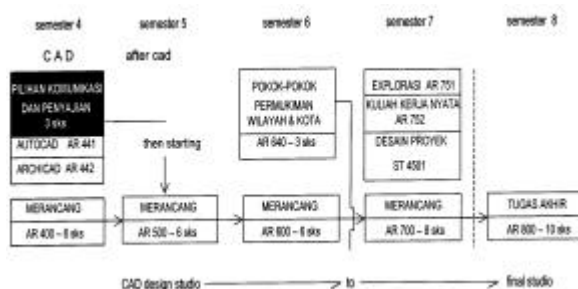 semester 4 semester 5 semester 6 semester 7 semester 8
C A D after cad
PILIHAN KOMUNIKASI
DAN PENYAJIAN
3 sks
AUTOCAD AR 441
ARCHICAD AR 442
then starting
POKOK-POKOK
PERMUKIMAN
WILAYAH & KOTA
AR 640 – 3 sks
EXPLORASI AR 751
KULIAH KERJA NYATA
AR 752
DESAIN PROYEK
ST 4501
MERANCANG
AR 400 – 6 sks
MERANCANG
AR 500 – 6 sks
MERANCANG
AR 600 – 6 sks
MERANCANG
AR 700 – 8 sks
TUGAS AKHIR
AR 800 – 10 sks
CAD design studio to final studio